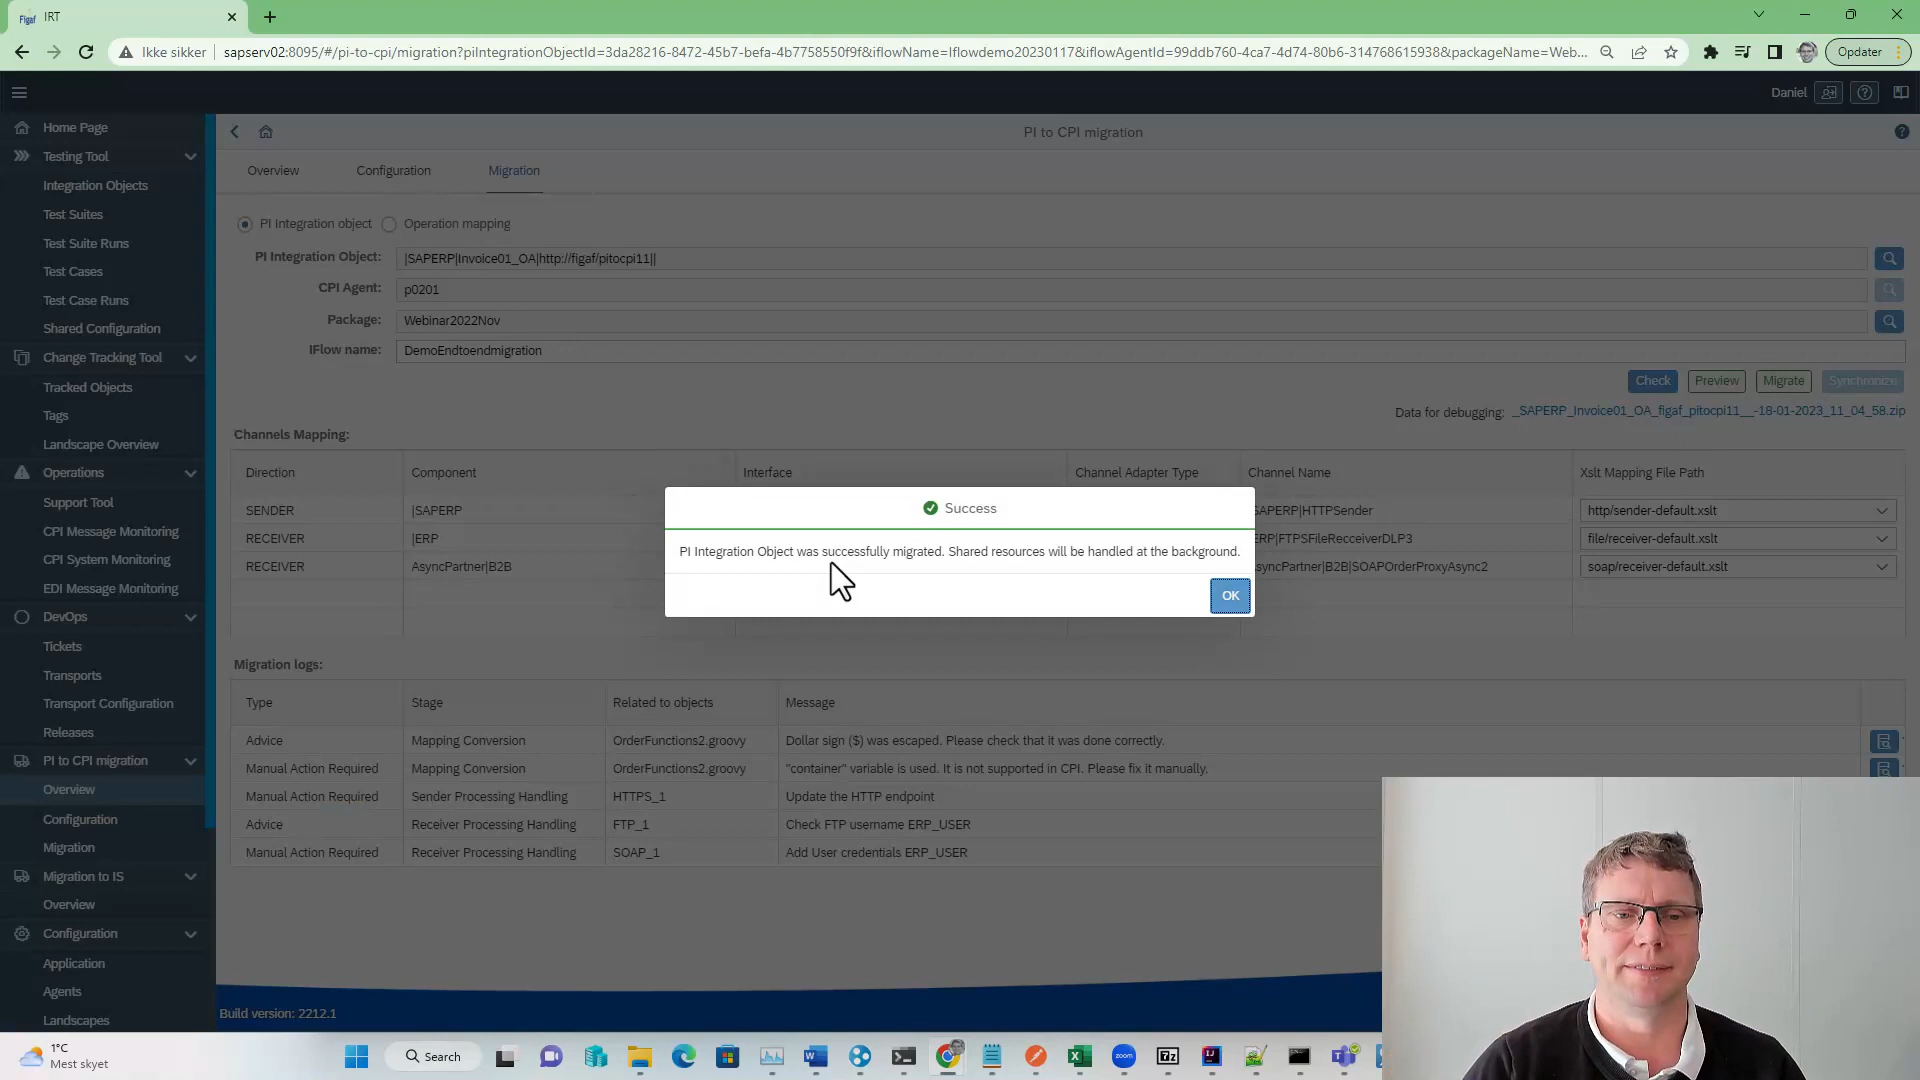 Figaf IRT
Ikke sikker sapserv02:8095/#/pi-to-cpi/migration?piIntegrationObjectId=3da28216-8472-45b7-befa-4b7758550f9f&iflowName=Iflowdemo20230117&iflowAgentId=99ddb760-4ca7-4d74-80b6-314768615938&packageName=Web... Opdater
Daniel
Home Page
Testing Tool
Integration Objects
Test Suites
Test Suite Runs
Test Cases
Test Case Runs
Shared Configuration
Change Tracking Tool
Tracked Objects
Tags
Landscape Overview
Operations
Support Tool
CPI Message Monitoring
CPI System Monitoring
EDI Message Monitoring
DevOps
Tickets
Transports
Transport Configuration
Releases
PI to CPI migration
Overview
Configuration
Migration
Migration to IS
Overview
Configuration
Application
Agents
Landscapes
PI to CPI migration
Overview Configuration Migration
PI Integration object Operation mapping
PI Integration Object: |SAPERP|Invoice01_OA|http://figaf/pitocpi11||
CPI Agent: p0201
Package: Webinar2022Nov
IFlow name: DemoEndtoendmigration
Check Preview Migrate Synchronize
Data for debugging: _SAPERP_Invoice01_OA_figaf_pitocpi11__-18-01-2023_11_04_58.zip
Channels Mapping:
Direction Component Interface Channel Adapter Type Channel Name Xslt Mapping File Path
SENDER |SAPERP SAPERP|HTTPSender http/sender-default.xslt
RECEIVER |ERP ERP|FTPSFileRecceiverDLP3 file/receiver-default.xslt
RECEIVER AsyncPartner|B2B syncPartner|B2B|SOAPOrderProxyAsync2 soap/receiver-default.xslt
Success
PI Integration Object was successfully migrated. Shared resources will be handled at the background.
OK
Migration logs:
Type Stage Related to objects Message
Advice Mapping Conversion OrderFunctions2.groovy Dollar sign ($) was escaped. Please check that it was done correctly.
Manual Action Required Mapping Conversion OrderFunctions2.groovy "container" variable is used. It is not supported in CPI. Please fix it manually.
Manual Action Required Sender Processing Handling HTTPS_1 Update the HTTP endpoint
Advice Receiver Processing Handling FTP_1 Check FTP username ERP_USER
Manual Action Required Receiver Processing Handling SOAP_1 Add User credentials ERP_USER
Build version: 2212.1
1°C
Mest skyet
Search
zoom